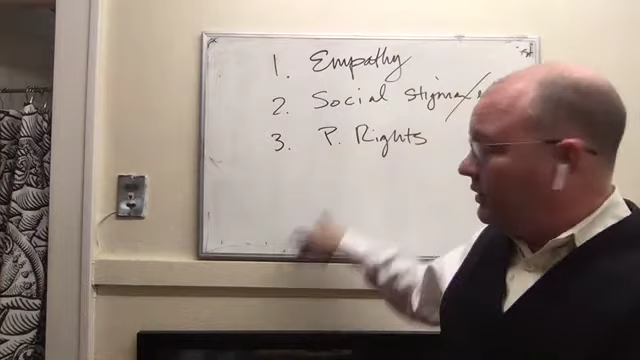 1. Empathy
2. Social Stigma/
3. P. Rights